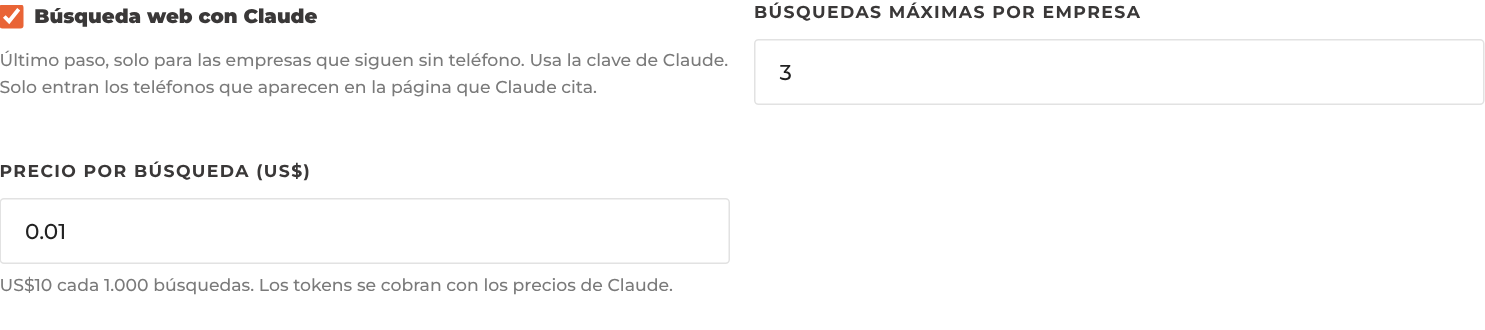 Búsqueda web con Claude
Último paso, solo para las empresas que siguen sin teléfono. Usa la clave de Claude.
Solo entran los teléfonos que aparecen en la página que Claude cita.
BÚSQUEDAS MÁXIMAS POR EMPRESA
3
PRECIO POR BÚSQUEDA (US$)
0.01
US$10 cada 1.000 búsquedas. Los tokens se cobran con los precios de Claude.